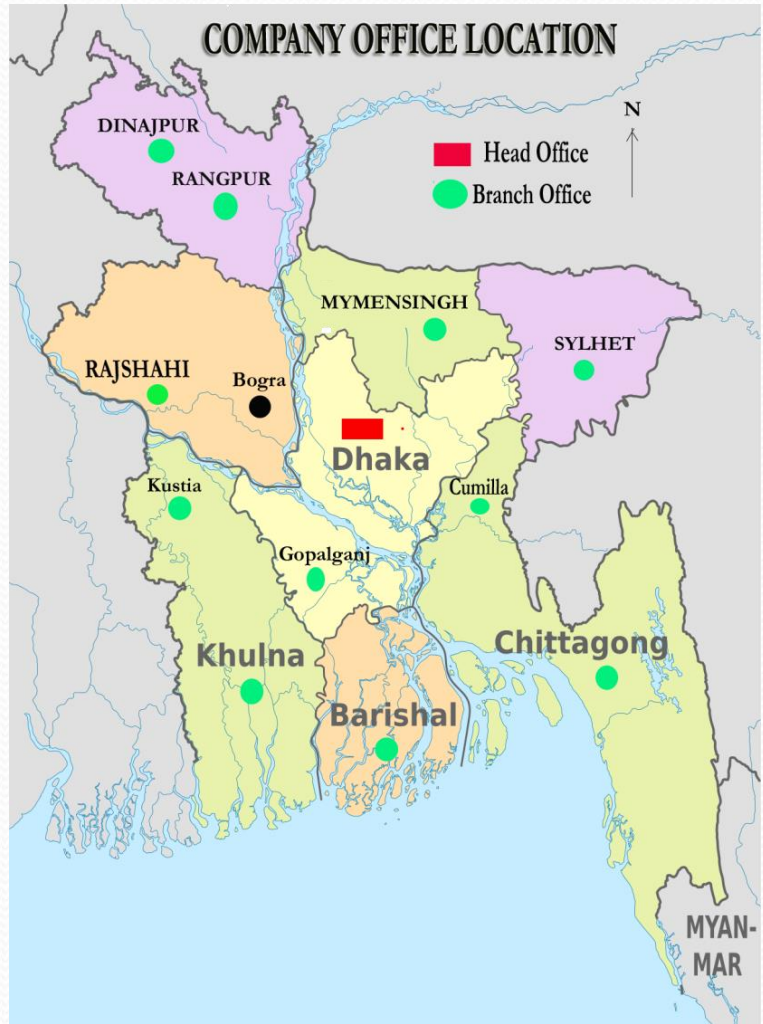 COMPANY OFFICE LOCATION
N
Head Office
Branch Office
DINAJPUR
RANGPUR
MYMENSINGH
SYLHET
RAJSHAHI
Bogra
Dhaka
Kustia
Cumilla
Gopalganj
Khulna
Chittagong
Barishal
MYAN-
MAR